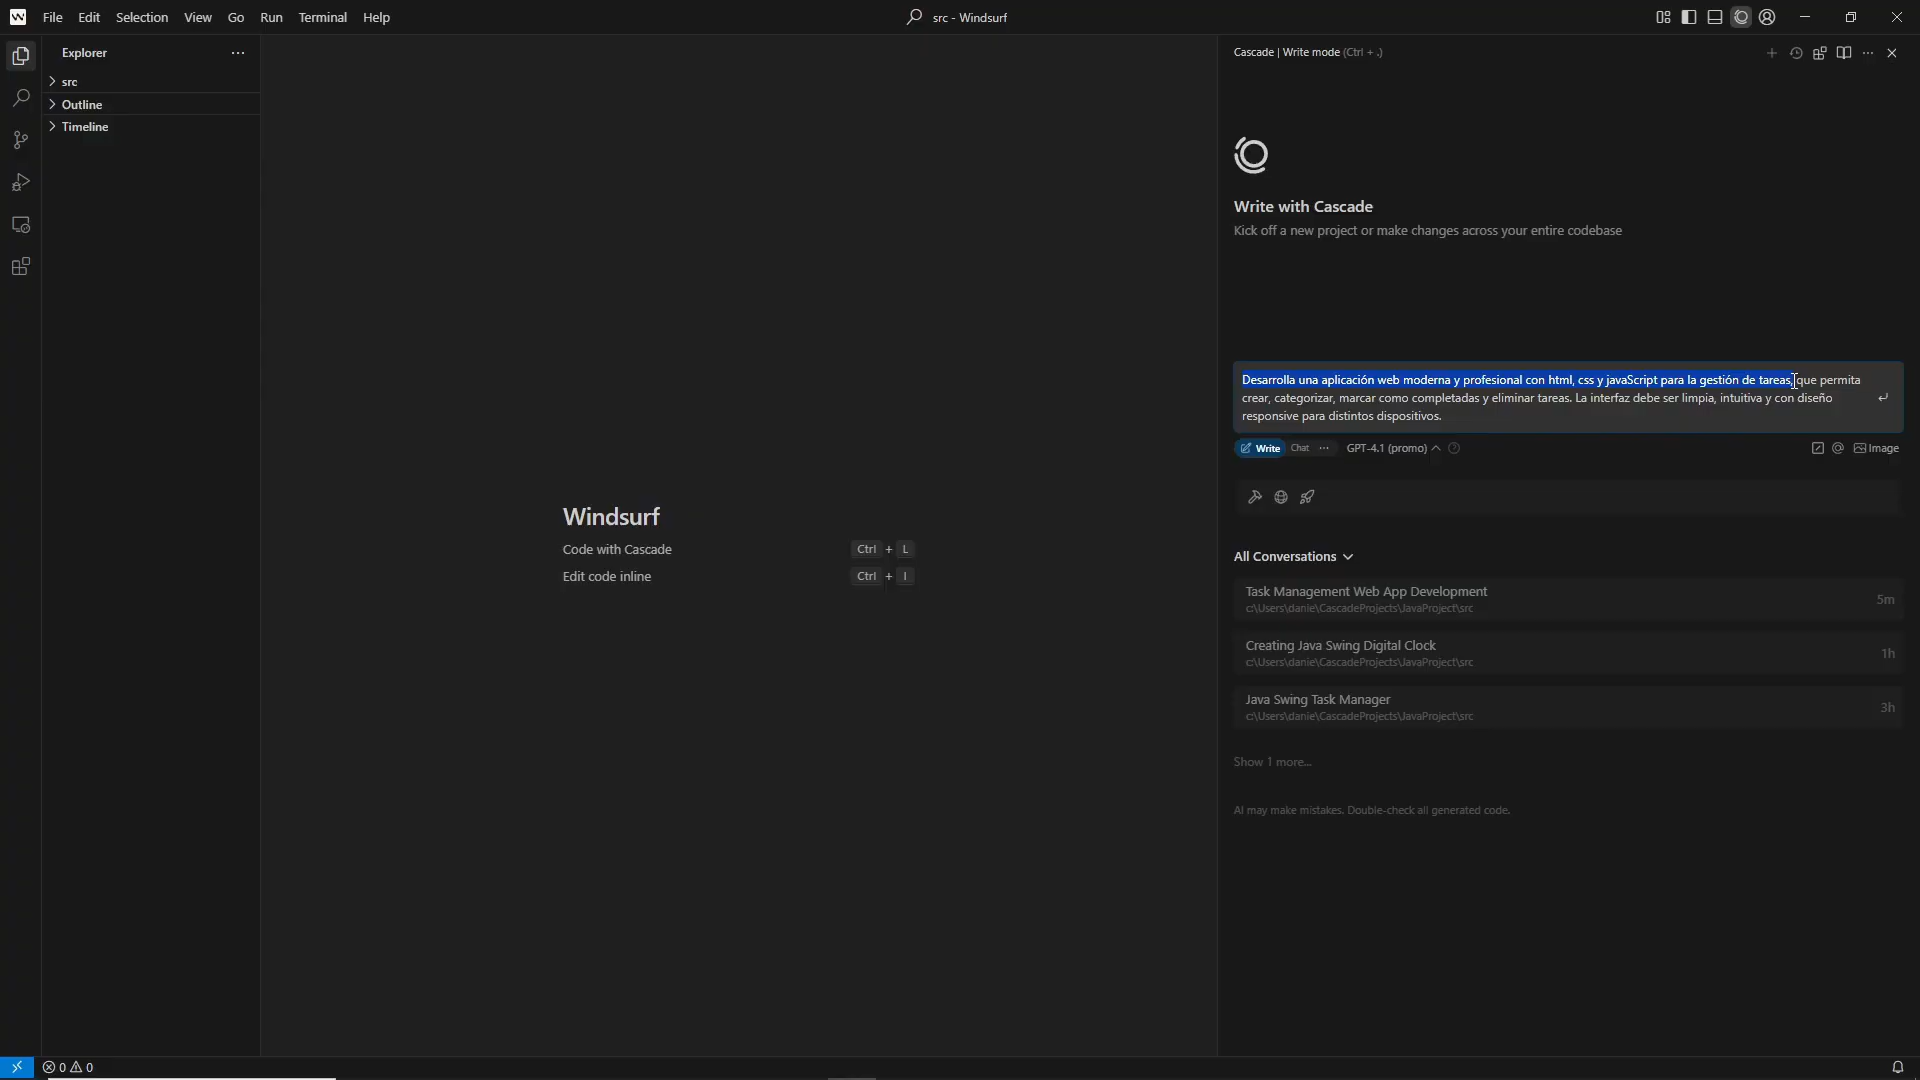 File Edit Selection View Go Run Terminal Help
src - Windsurf
Explorer
src
Outline
Timeline
Windsurf
Code with Cascade Ctrl + L
Edit code inline Ctrl + I
Cascade | Write mode (Ctrl + .)
Write with Cascade
Kick off a new project or make changes across your entire codebase
Desarrolla una aplicación web moderna y profesional con html, css y javaScript para la gestión de tareas, que permita
crear, categorizar, marcar como completadas y eliminar tareas. La interfaz debe ser limpia, intuitiva y con diseño
responsive para distintos dispositivos.
Write Chat ... GPT-4.1 (promo) Image
All Conversations
Task Management Web App Development
c:\Users\danie\CascadeProjects\JavaProject\src
5m
Creating Java Swing Digital Clock
c:\Users\danie\CascadeProjects\JavaProject\src
1h
Java Swing Task Manager
c:\Users\danie\CascadeProjects\JavaProject\src
3h
Show 1 more...
AI may make mistakes. Double-check all generated code.
0 0